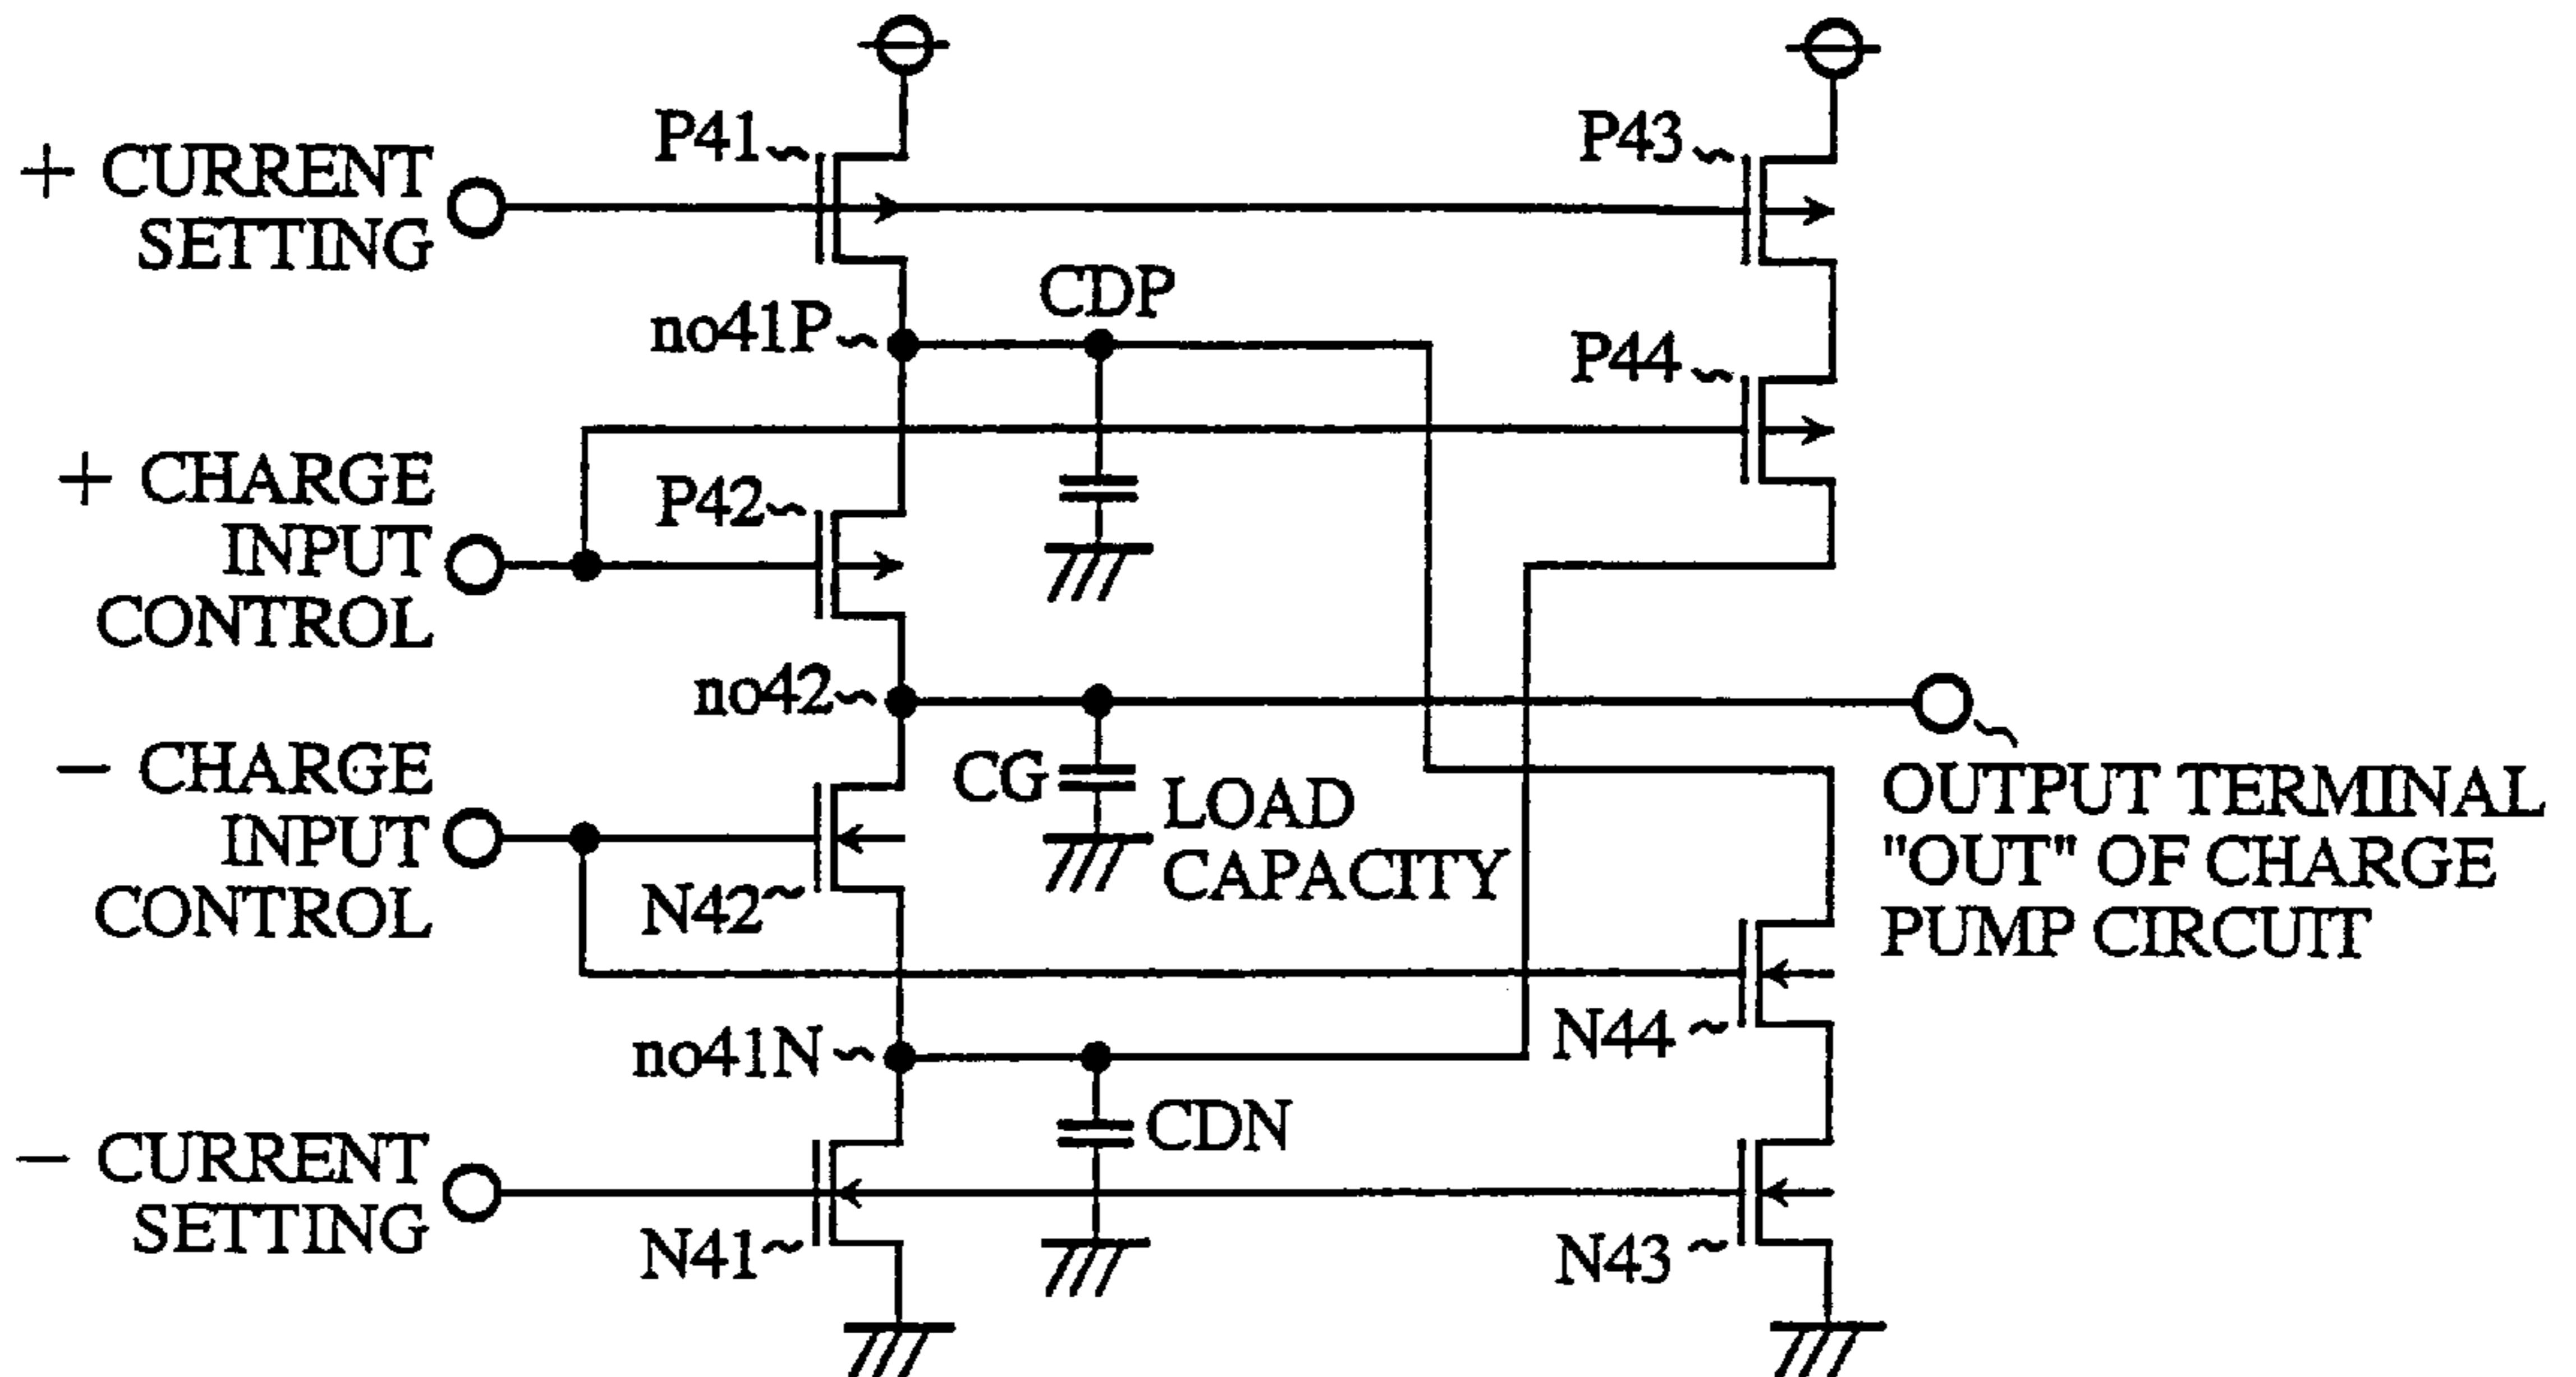 P41
P43
+ CURRENT
SETTING
CDP
no41P
P44
+ CHARGE
INPUT
CONTROL
P42
no42
- CHARGE
INPUT
CONTROL
CG
LOAD
CAPACITY
OUTPUT TERMINAL
"OUT" OF CHARGE
PUMP CIRCUIT
N42
N44
no41N
CDN
- CURRENT
SETTING
N41
N43